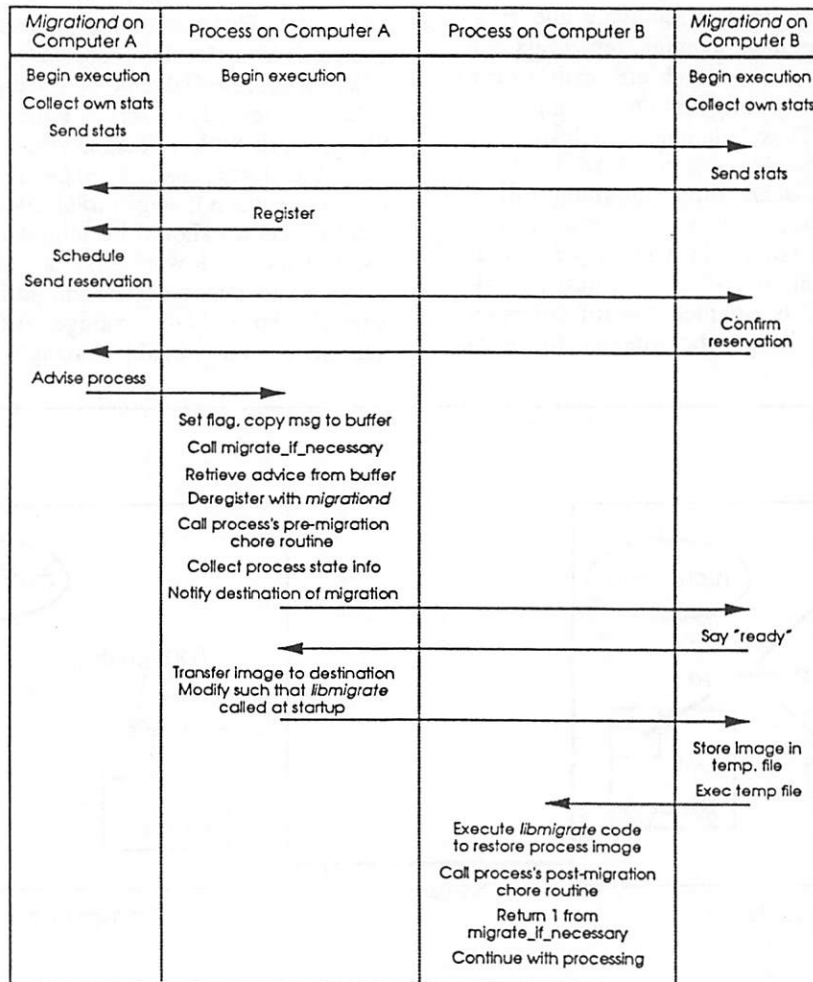 Migrationd on
Computer A
Process on Computer A
Process on Computer B
Migrationd on
Computer B
Begin execution
Begin execution
Begin execution
Collect own stats
Collect own stats
Send stats
Send stats
Register
Schedule
Send reservation
Confirm
reservation
Advise process
Set flag, copy msg to buffer
Call migrate_if_necessary
Retrieve advice from buffer
Deregister with migrationd
Call process's pre-migration
chore routine
Collect process state info
Notify destination of migration
Say "ready"
Transfer image to destination
Modify such that libmigrate
called at startup
Store image in
temp. file
Exec temp file
Execute libmigrate code
to restore process image
Call process's post-migration
chore routine
Return 1 from
migrate_if_necessary
Continue with processing